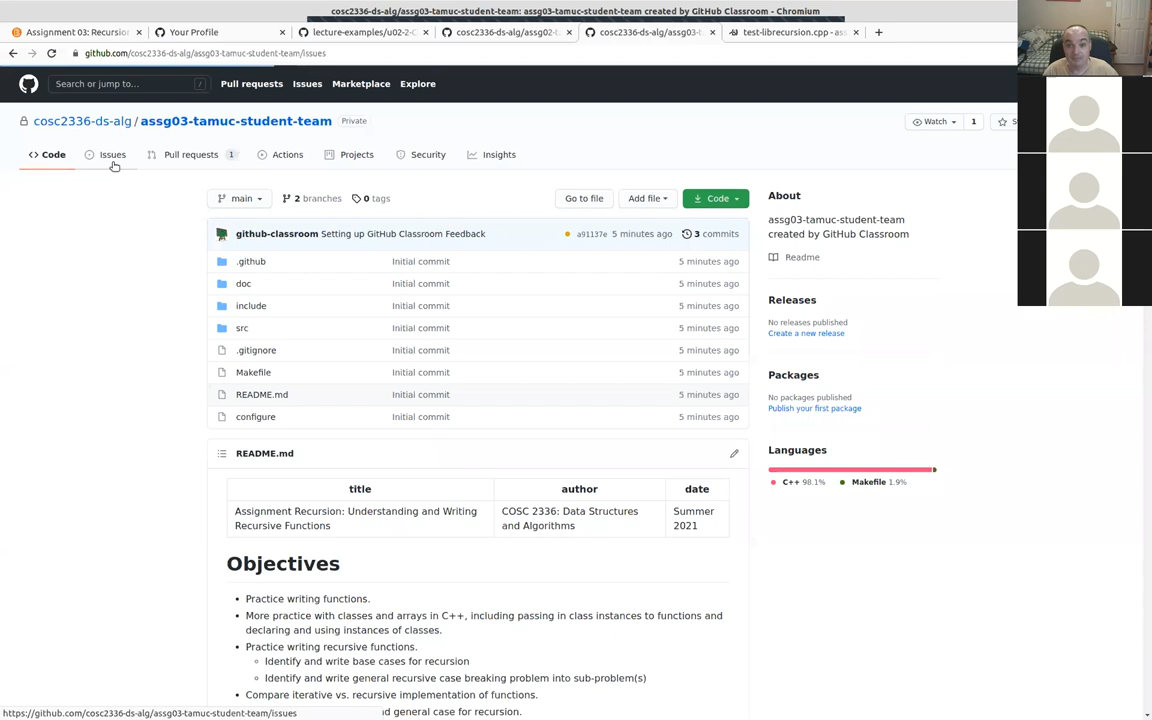 cosc2336-ds-alg/assg03-tamuc-student-team: assg03-tamuc-student-team created by GitHub Classroom - Chromium
Assignment 03: Recursion
Your Profile
lecture-examples/u02-2-C
cosc2336-ds-alg/assg02-t
cosc2336-ds-alg/assg03-t
test-librecursion.cpp - ass
github.com/cosc2336-ds-alg/assg03-tamuc-student-team/issues
Search or jump to...
/
Pull requests
Issues
Marketplace
Explore
cosc2336-ds-alg / assg03-tamuc-student-team
Private
Watch
1
Code
Issues
Pull requests 1
Actions
Projects
Security
Insights
main
2 branches
0 tags
Go to file
Add file
Code
github-classroom Setting up GitHub Classroom Feedback
a91137e 5 minutes ago
3 commits
.github Initial commit 5 minutes ago
doc Initial commit 5 minutes ago
include Initial commit 5 minutes ago
src Initial commit 5 minutes ago
.gitignore Initial commit 5 minutes ago
Makefile Initial commit 5 minutes ago
README.md Initial commit 5 minutes ago
configure Initial commit 5 minutes ago
About
assg03-tamuc-student-team
created by GitHub Classroom
Readme
Releases
No releases published
Create a new release
Packages
No packages published
Publish your first package
Languages
C++ 98.1%
Makefile 1.9%
README.md
title author date
Assignment Recursion: Understanding and Writing
Recursive Functions
COSC 2336: Data Structures
and Algorithms
Summer
2021
Objectives
Practice writing functions.
More practice with classes and arrays in C++, including passing in class instances to functions and
declaring and using instances of classes.
Practice writing recursive functions.
Identify and write base cases for recursion
Identify and write general recursive case breaking problem into sub-problem(s)
Compare iterative vs. recursive implementation of functions.
d general case for recursion.
https://github.com/cosc2336-ds-alg/assg03-tamuc-student-team/issues